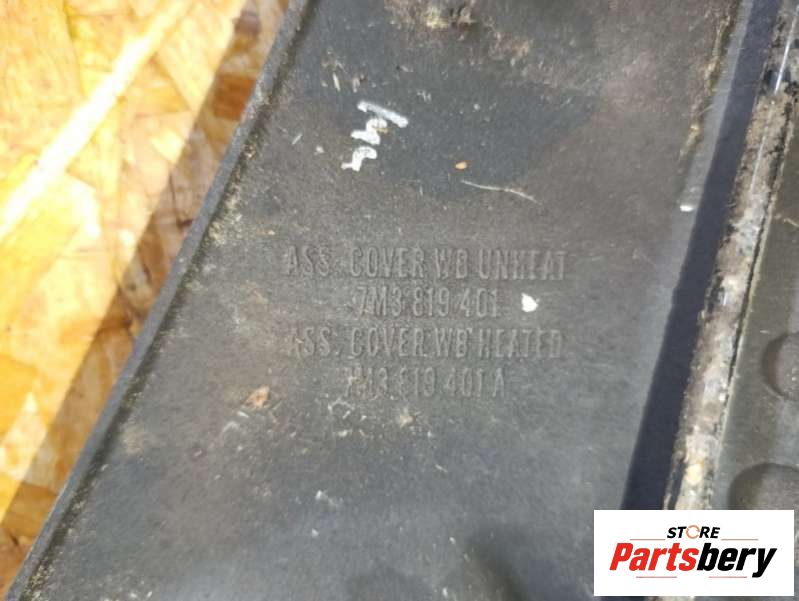 ASS. COVER WB UNHEAT
7M3 819 401
ASS. COVER WB HEATED
7M3 819 401 A
STORE
Partsbery